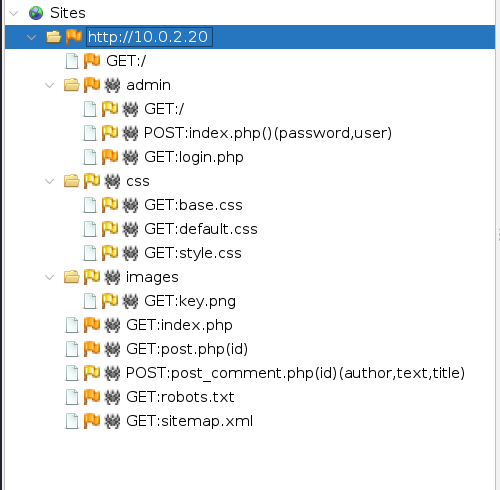 Sites
http://10.0.2.20
GET:/
admin
GET:/
POST:index.php()(password,user)
GET:login.php
css
GET:base.css
GET:default.css
GET:style.css
images
GET:key.png
GET:index.php
GET:post.php(id)
POST:post_comment.php(id)(author,text,title)
GET:robots.txt
GET:sitemap.xml